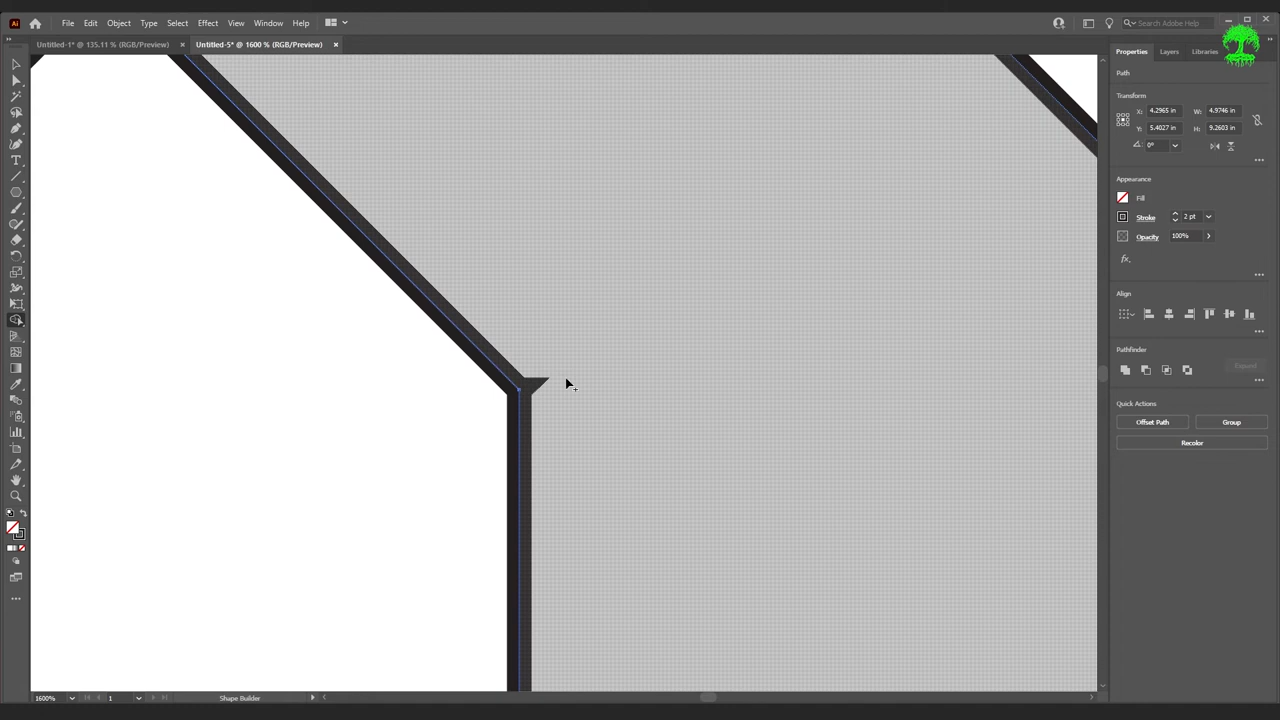 Ai File Edit Object Type Select Effect View Window Help Search Adobe Help
Untitled-1* @ 135.11 % (RGB/Preview) × Untitled-5* @ 1600 % (RGB/Preview) ×
Properties Layers Libraries
Path
Transform
X: 4.2965 in W: 4.9746 in
Y: 5.4027 in H: 9.2603 in
0°
Appearance
Fill
Stroke 2 pt
Opacity 100%
fx.
Align
Pathfinder
Expand
Quick Actions
Offset Path Group
Recolor
1600% 1 Shape Builder